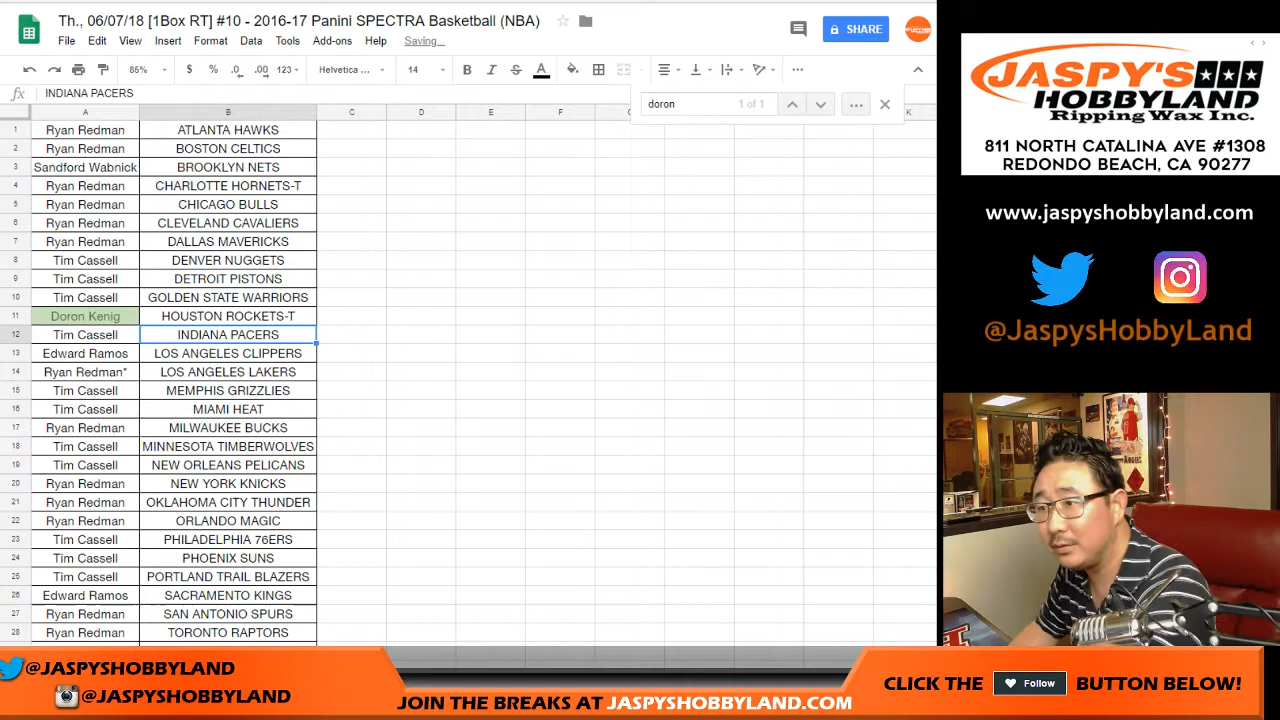 Th., 06/07/18 [1Box RT] #10 - 2016-17 Panini SPECTRA Basketball (NBA)
File Edit View Insert Format Data Tools Add-ons Help Saving...
SHARE
85% $ % .0 .00 123 Helvetica ... 14 B I S A
fx INDIANA PACERS
doron 1 of 1
A B C D E F G K
1 Ryan Redman ATLANTA HAWKS
2 Ryan Redman BOSTON CELTICS
3 Sandford Wabnick BROOKLYN NETS
4 Ryan Redman CHARLOTTE HORNETS-T
5 Ryan Redman CHICAGO BULLS
6 Ryan Redman CLEVELAND CAVALIERS
7 Ryan Redman DALLAS MAVERICKS
8 Tim Cassell DENVER NUGGETS
9 Tim Cassell DETROIT PISTONS
10 Tim Cassell GOLDEN STATE WARRIORS
11 Doron Kenig HOUSTON ROCKETS-T
12 Tim Cassell INDIANA PACERS
13 Edward Ramos LOS ANGELES CLIPPERS
14 Ryan Redman* LOS ANGELES LAKERS
15 Tim Cassell MEMPHIS GRIZZLIES
16 Tim Cassell MIAMI HEAT
17 Ryan Redman MILWAUKEE BUCKS
18 Tim Cassell MINNESOTA TIMBERWOLVES
19 Tim Cassell NEW ORLEANS PELICANS
20 Ryan Redman NEW YORK KNICKS
21 Ryan Redman OKLAHOMA CITY THUNDER
22 Ryan Redman ORLANDO MAGIC
23 Tim Cassell PHILADELPHIA 76ERS
24 Tim Cassell PHOENIX SUNS
25 Tim Cassell PORTLAND TRAIL BLAZERS
26 Edward Ramos SACRAMENTO KINGS
27 Ryan Redman SAN ANTONIO SPURS
28 Ryan Redman TORONTO RAPTORS
JASPY'S
HOBBYLAND
Ripping Wax Inc.
811 NORTH CATALINA AVE #1308
REDONDO BEACH, CA 90277
www.jaspyshobbyland.com
@JaspysHobbyLand
@JASPYSHOBBYLAND
@JASPYSHOBBYLAND
JOIN THE BREAKS AT JASPYSHOBBYLAND.COM
CLICK THE Follow BUTTON BELOW!